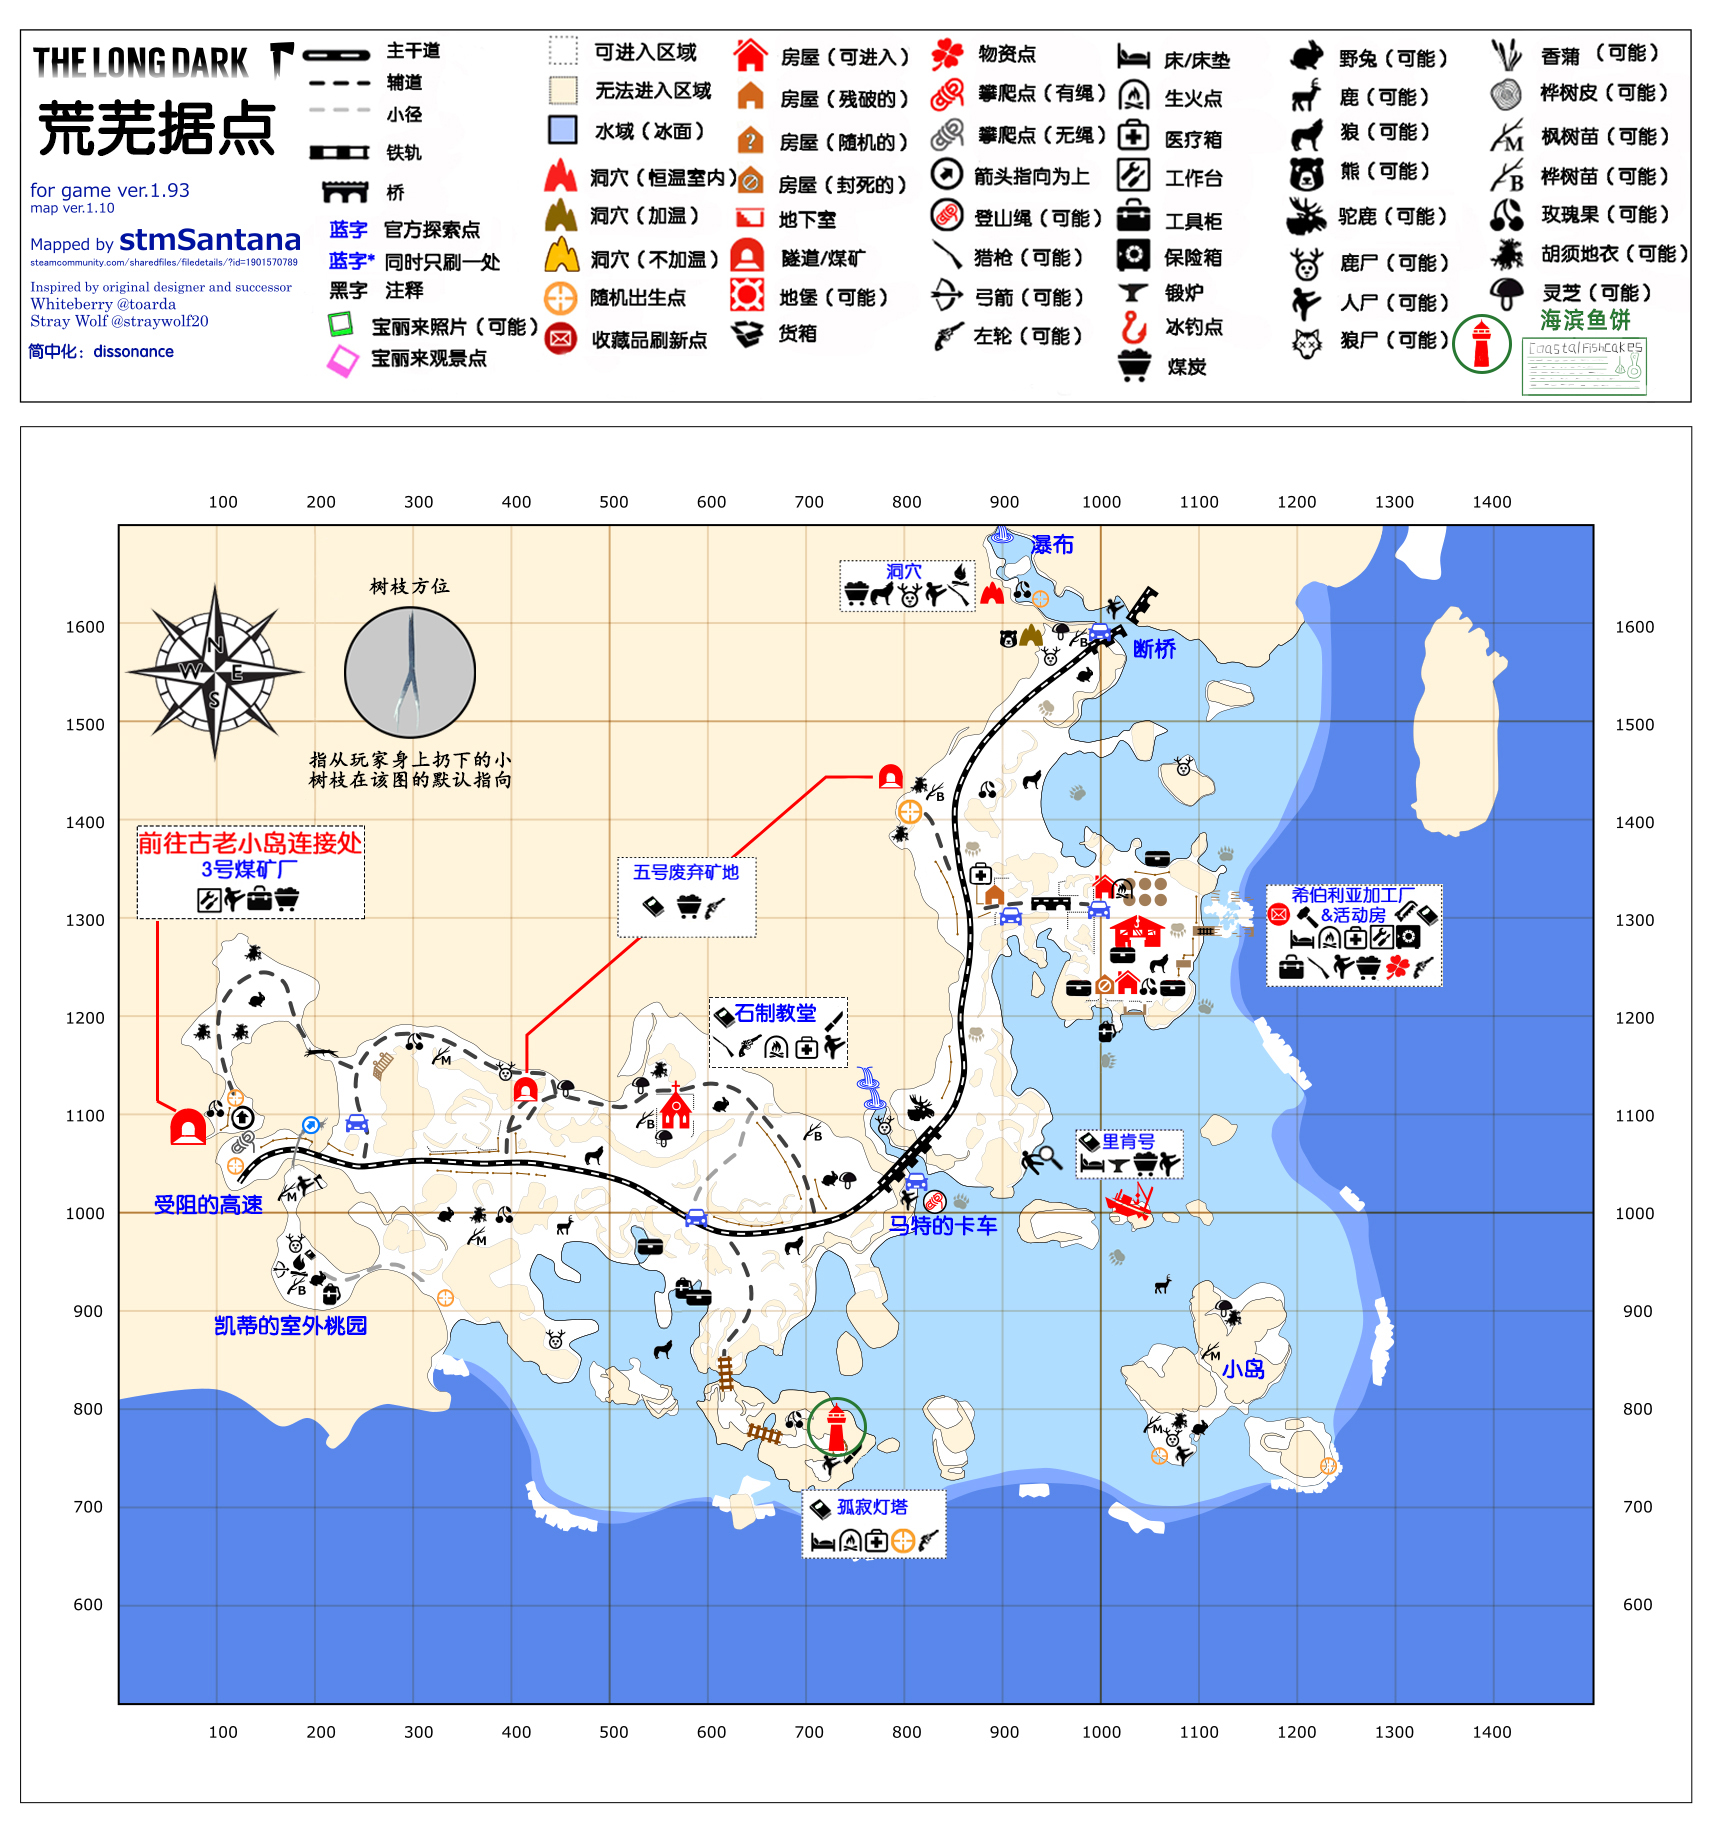 THE LONG DARK
荒芜据点
for game ver.1.93
map ver.1.10
Mapped by stmSantana
steamcommunity.com/sharedfiles/filedetails/?id=1901570789
Inspired by original designer and successor
Whiteberry @toarda
Stray Wolf @straywolf20
简中化：dissonance
主干道
辅道
小径
铁轨
桥
蓝字 官方探索点
蓝字* 同时只刷一处
黑字 注释
宝丽来照片（可能）
宝丽来观景点
可进入区域
无法进入区域
水域（冰面）
洞穴（恒温室内）
洞穴（加温）
洞穴（不加温）
随机出生点
收藏品刷新点
房屋（可进入）
房屋（残破的）
房屋（随机的）
房屋（封死的）
地下室
隧道/煤矿
地堡（可能）
货箱
物资点
攀爬点（有绳）
攀爬点（无绳）
箭头指向为上
登山绳（可能）
猎枪（可能）
弓箭（可能）
左轮（可能）
床/床垫
生火点
医疗箱
工作台
工具柜
保险箱
锻炉
冰钓点
煤炭
野兔（可能）
鹿（可能）
狼（可能）
熊（可能）
驼鹿（可能）
鹿尸（可能）
人尸（可能）
狼尸（可能）
香蒲（可能）
桦树皮（可能）
M 枫树苗（可能）
B 桦树苗（可能）
玫瑰果（可能）
胡须地衣（可能）
灵芝（可能）
海滨鱼饼
CoastalFishcakes
100 200 300 400 500 600 700 800 900 1000 1100 1200 1300 1400
瀑布
洞穴
树枝方位
N
W E
S
1600 1600
B
断桥
1500 1500
指从玩家身上扔下的小
树枝在该图的默认指向
B
1400 1400
前往古老小岛连接处
3号煤矿厂
五号废弃矿地
希伯利亚加工厂
&活动房
1300 1300
1200 1200
石制教堂
M
1100 1100
B
B
里肯号
受阻的高速
M
马特的卡车
1000 1000
M
B
凯蒂的室外桃园
900 900
M
小岛
800 800
M
700 700
孤寂灯塔
600 600
100 200 300 400 500 600 700 800 900 1000 1100 1200 1300 1400